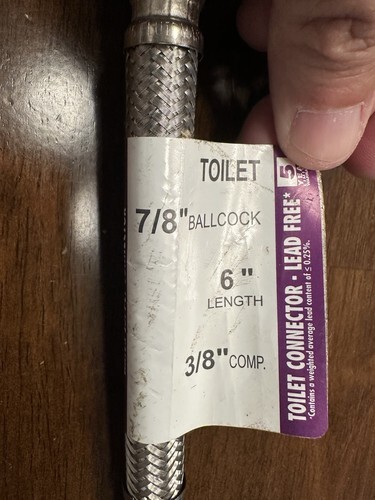 TOILET
7/8" BALLCOCK
6"
LENGTH
3/8" COMP.
5
TOILET CONNECTOR · LEAD FREE*
*Contains a weighted average lead content of ≤ 0.25%.